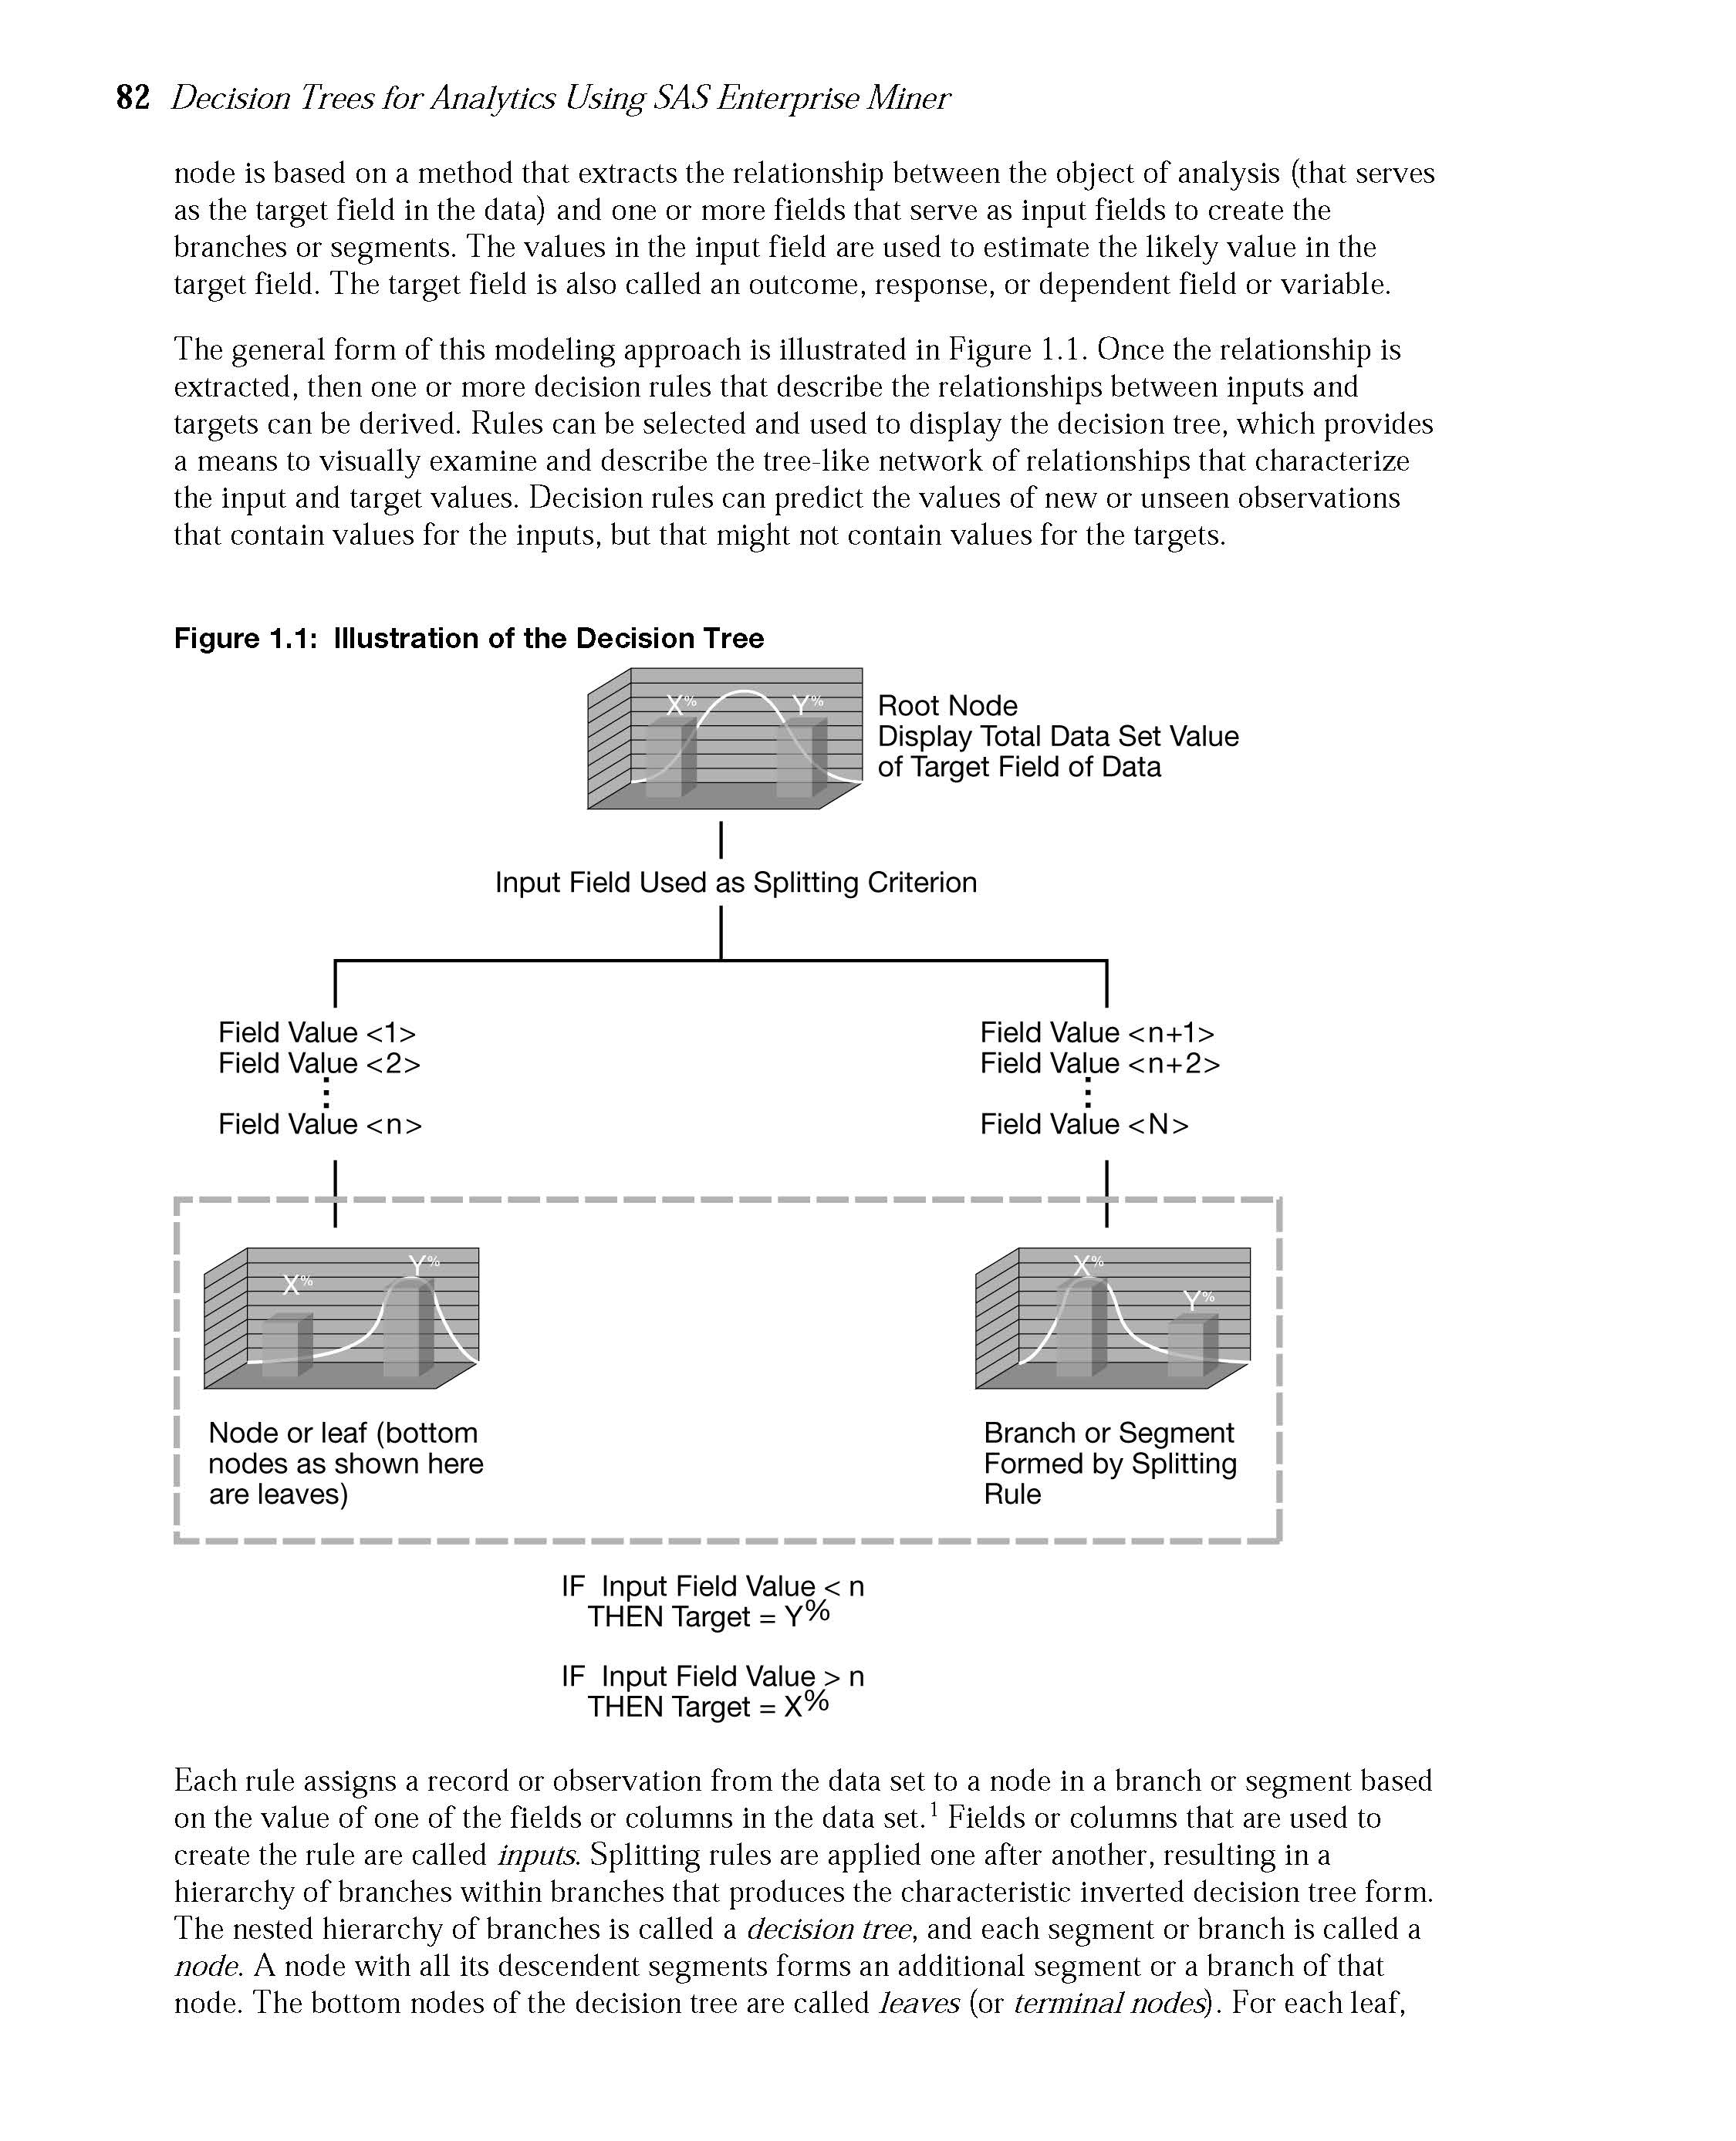 82 Decision Trees for Analytics Using SAS Enterprise Miner
node is based on a method that extracts the relationship between the object of analysis (that serves
as the target field in the data) and one or more fields that serve as input fields to create the
branches or segments. The values in the input field are used to estimate the likely value in the
target field. The target field is also called an outcome, response, or dependent field or variable.
The general form of this modeling approach is illustrated in Figure 1.1. Once the relationship is
extracted, then one or more decision rules that describe the relationships between inputs and
targets can be derived. Rules can be selected and used to display the decision tree, which provides
a means to visually examine and describe the tree-like network of relationships that characterize
the input and target values. Decision rules can predict the values of new or unseen observations
that contain values for the inputs, but that might not contain values for the targets.
Figure 1.1: Illustration of the Decision Tree
X% Y%
Root Node
Display Total Data Set Value
of Target Field of Data
Input Field Used as Splitting Criterion
Field Value <1>
Field Value <2>
⋮
Field Value <n>
Field Value <n+1>
Field Value <n+2>
⋮
Field Value <N>
X% Y%
X% Y%
Node or leaf (bottom
nodes as shown here
are leaves)
Branch or Segment
Formed by Splitting
Rule
IF Input Field Value < n
THEN Target = Y%
IF Input Field Value > n
THEN Target = X%
Each rule assigns a record or observation from the data set to a node in a branch or segment based
on the value of one of the fields or columns in the data set.¹ Fields or columns that are used to
create the rule are called inputs. Splitting rules are applied one after another, resulting in a
hierarchy of branches within branches that produces the characteristic inverted decision tree form.
The nested hierarchy of branches is called a decision tree, and each segment or branch is called a
node. A node with all its descendent segments forms an additional segment or a branch of that
node. The bottom nodes of the decision tree are called leaves (or terminal nodes). For each leaf,